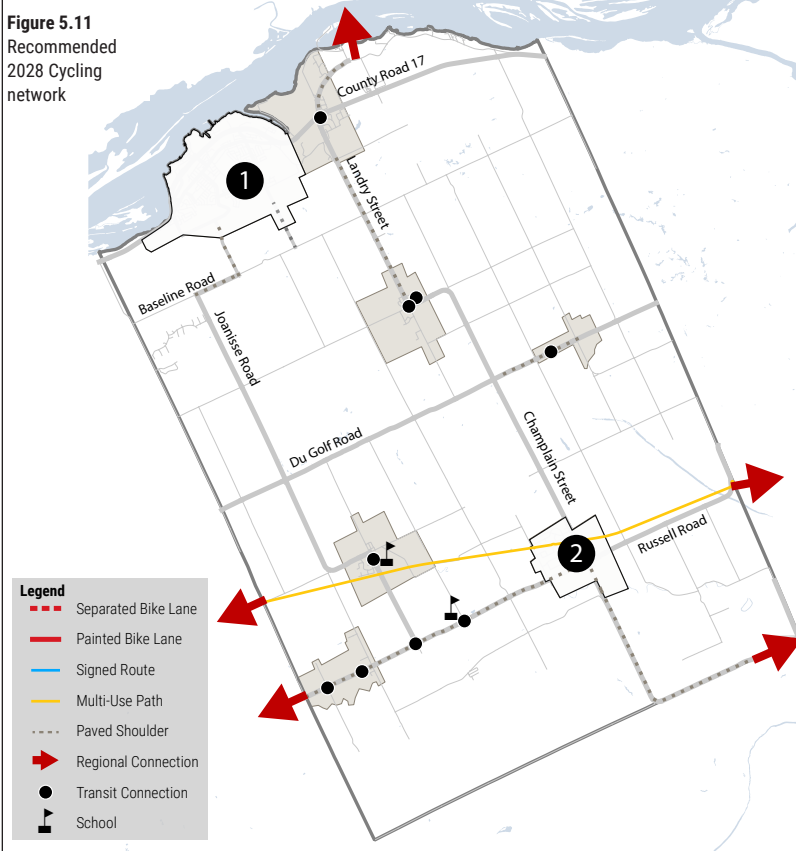 Figure 5.11
Recommended
2028 Cycling
network
County Road 17
Landry Street
1
Baseline Road
Joanisse Road
Du Golf Road
Champlain Street
2
Russell Road
Legend
Separated Bike Lane
Painted Bike Lane
Signed Route
Multi-Use Path
Paved Shoulder
Regional Connection
Transit Connection
School